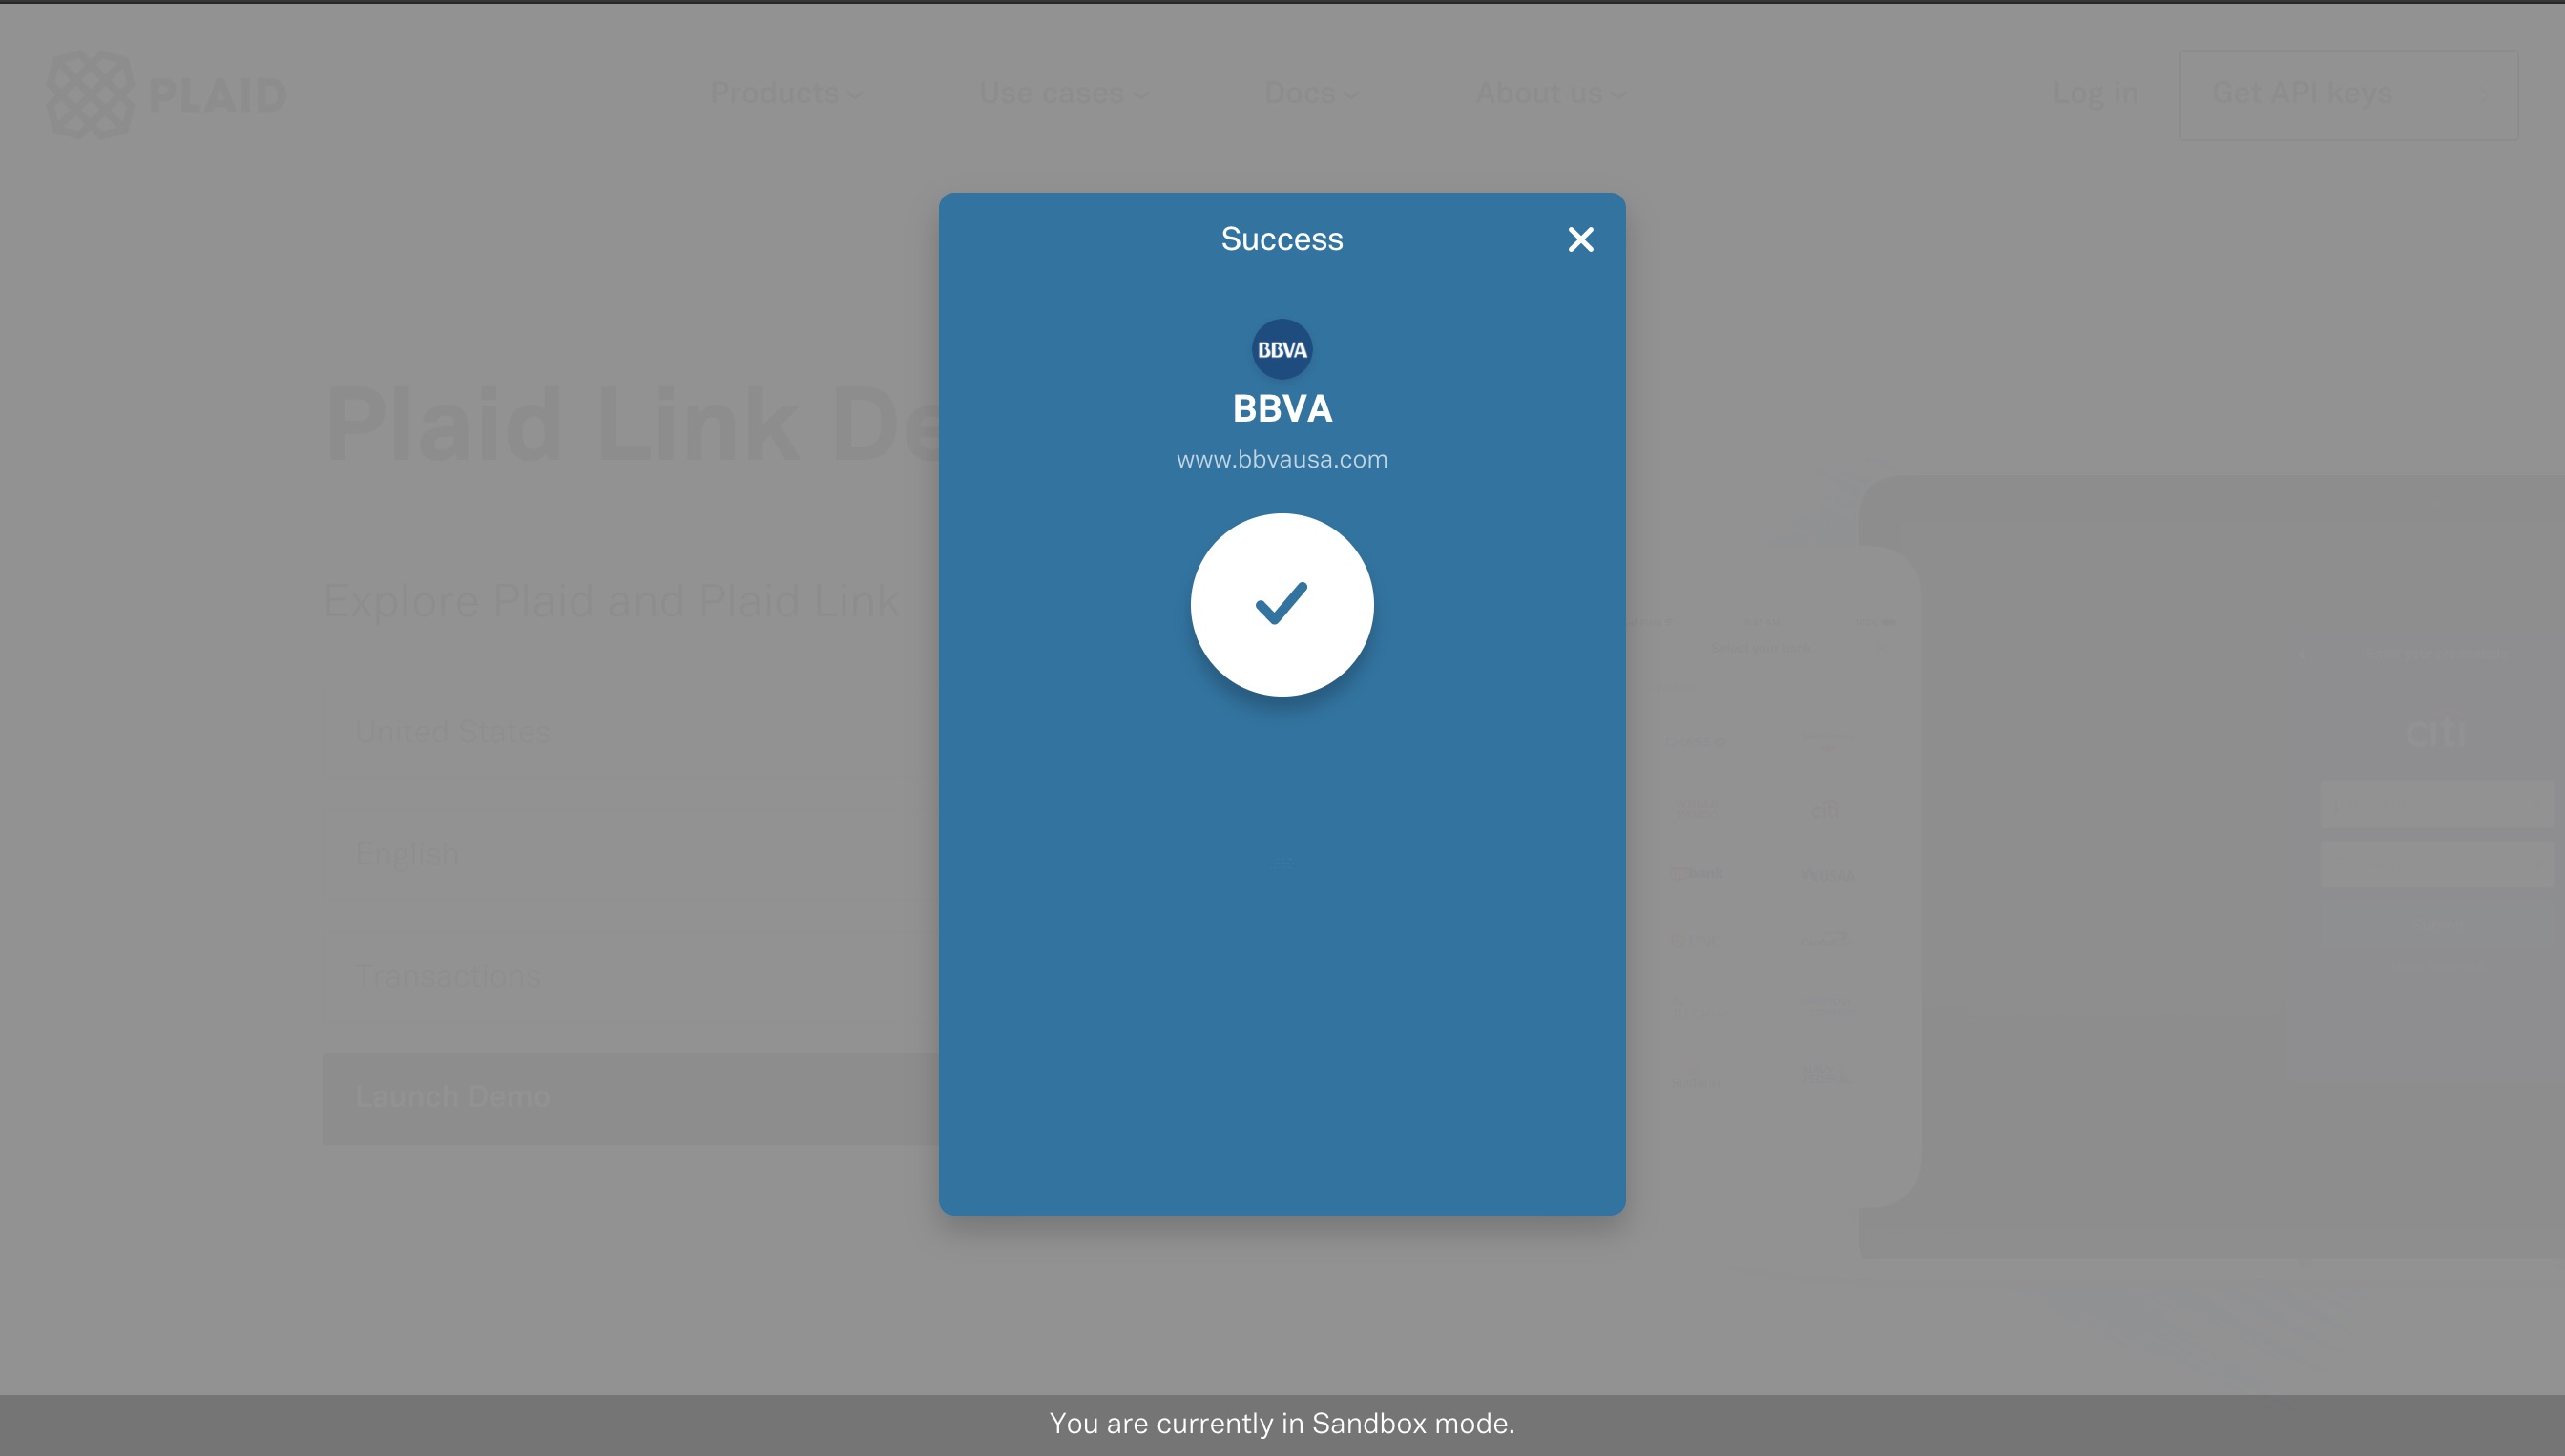 PLAID
Products
Use cases
Docs
About us
Log in
Get API keys
Success
BBVA
BBVA
www.bbvausa.com
Plaid Link De
Explore Plaid and Plaid Link
United States
English
Transactions
Launch Demo
citi
citi
You are currently in Sandbox mode.